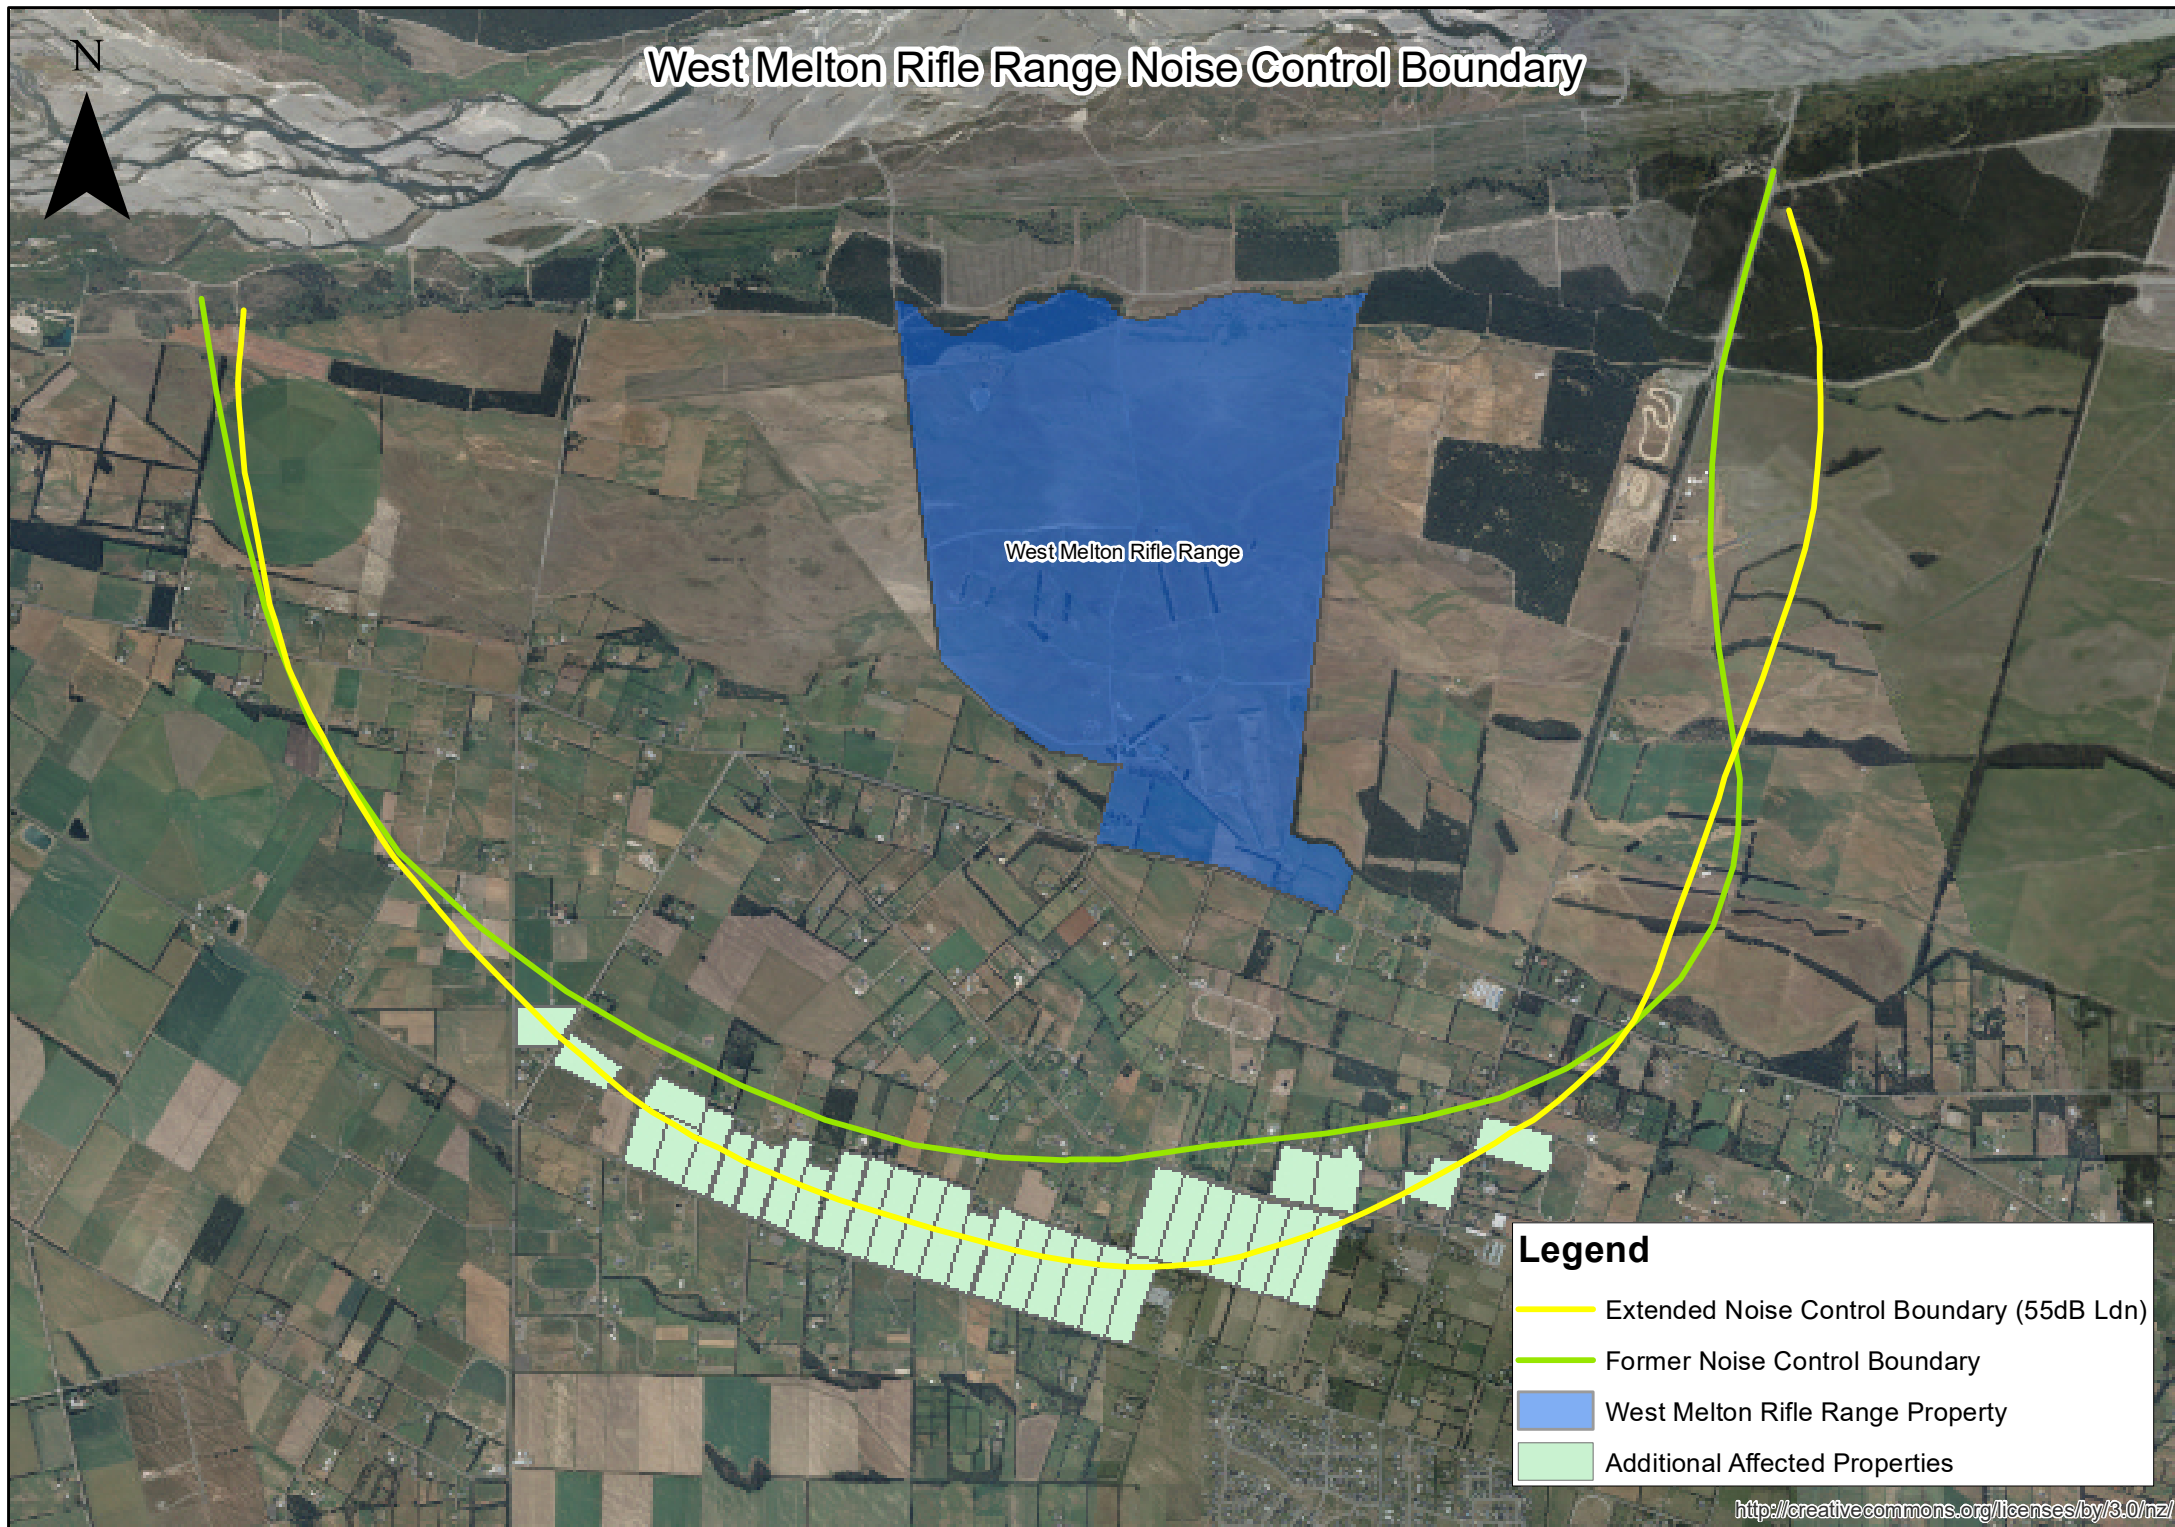 N
West Melton Rifle Range Noise Control Boundary
West Melton Rifle Range
Legend
Extended Noise Control Boundary (55dB Ldn)
Former Noise Control Boundary
West Melton Rifle Range Property
Additional Affected Properties
http://creativecommons.org/licenses/by/3.0/nz/